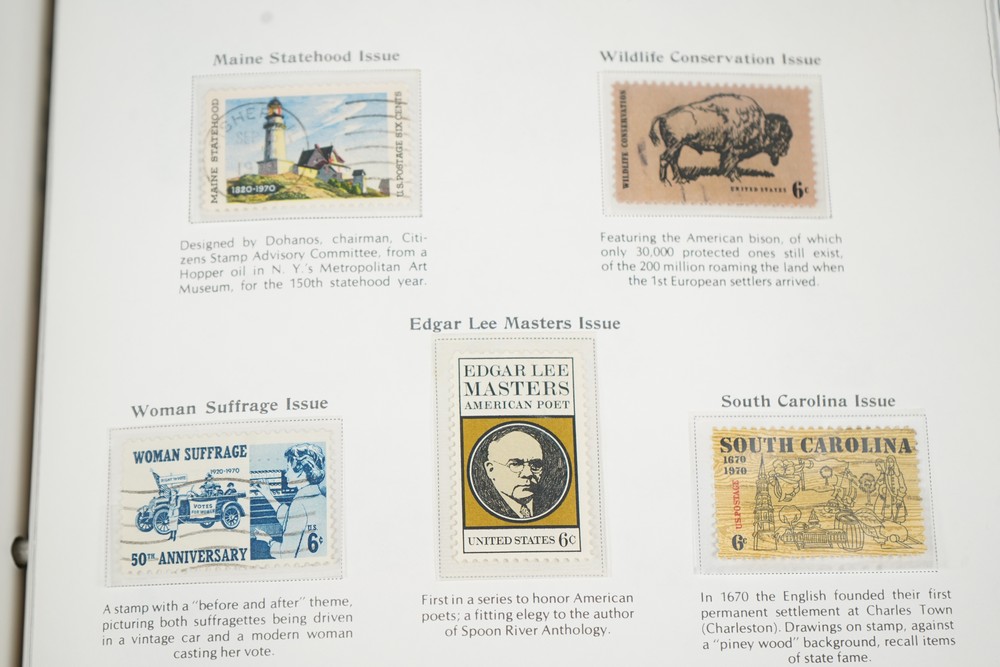 Maine Statehood Issue
MAINE STATEHOOD
SHER
1820-1970
U.S. POSTAGE SIX CENTS
Designed by Dohanos, chairman, Citi-
zens Stamp Advisory Committee, from a
Hopper oil in N. Y.'s Metropolitan Art
Museum, for the 150th statehood year.
Wildlife Conservation Issue
WILDLIFE CONSERVATION
UNITED STATES 6c
Featuring the American bison, of which
only 30,000 protected ones still exist,
of the 200 million roaming the land when
the 1st European settlers arrived.
Edgar Lee Masters Issue
EDGAR LEE
MASTERS
AMERICAN POET
UNITED STATES 6c
First in a series to honor American
poets; a fitting elegy to the author
of Spoon River Anthology.
Woman Suffrage Issue
WOMAN SUFFRAGE
1920-1970
VOTES
FOR WOMEN
U.S.
6c
50TH ANNIVERSARY
A stamp with a "before and after" theme,
picturing both suffragettes being driven
in a vintage car and a modern woman
casting her vote.
South Carolina Issue
SOUTH CAROLINA
1670
1970
U.S. POSTAGE
6c
In 1670 the English founded their first
permanent settlement at Charles Town
(Charleston). Drawings on stamp, against
a "piney wood" background, recall items
of state fame.